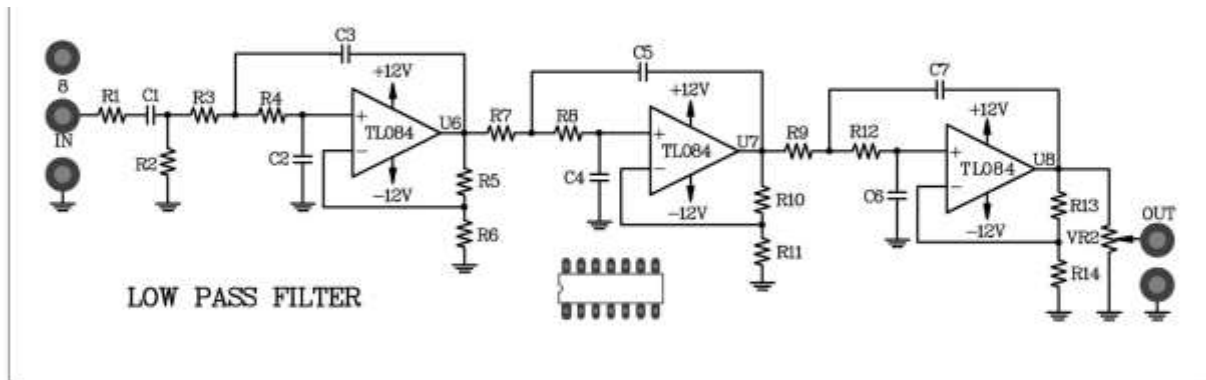 C3
C5
C7
8
+12V
+12V
+12V
R1
C1
R3
R4
+
U6
R7
R8
+
U7
R9
R12
+
U8
IN
TL084
TL084
TL084
R2
C2
−
C4
−
C6
−
−12V
R5
−12V
R10
−12V
R13
OUT
R6
R11
VR2
R14
LOW PASS FILTER